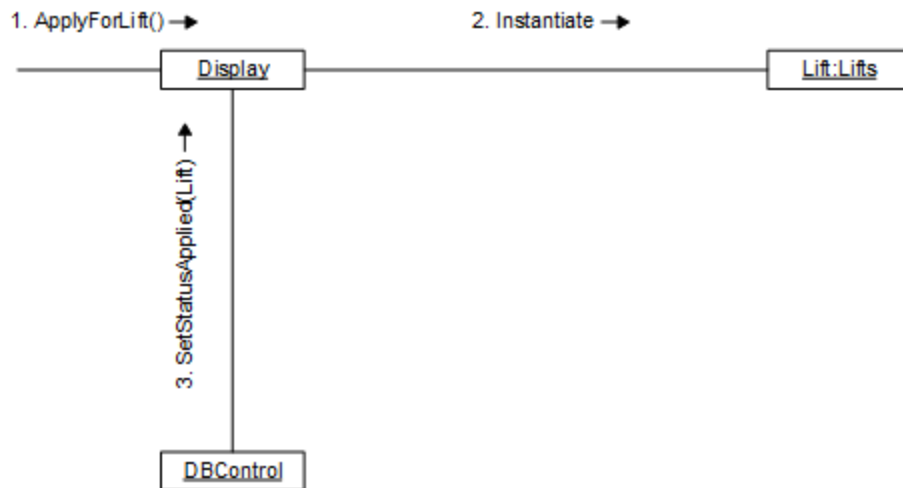 1. ApplyForLift()
2. Instantiate
Display
Lift:Lifts
3. SetStatusApplied(Lift)
DBControl